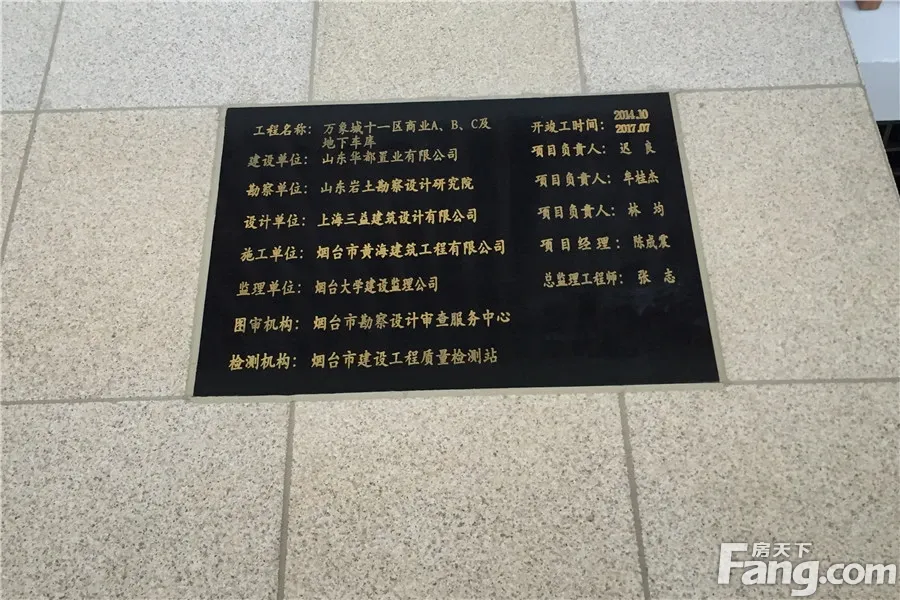 工程名称：万象城十一区商业A、B、C及
地下车库
建设单位：山东华都置业有限公司
勘察单位：山东岩土勘察设计研究院
设计单位：上海三益建筑设计有限公司
施工单位：烟台市黄海建筑工程有限公司
监理单位：烟台大学建设监理公司
图审机构：烟台市勘察设计审查服务中心
检测机构：烟台市建设工程质量检测站
2014.10
开竣工时间：2017.07
项目负责人：迟 良
项目负责人：牟桂杰
项目负责人：林 均
项目经理：陈成震
总监理工程师：张 志
房天下
Fang.com